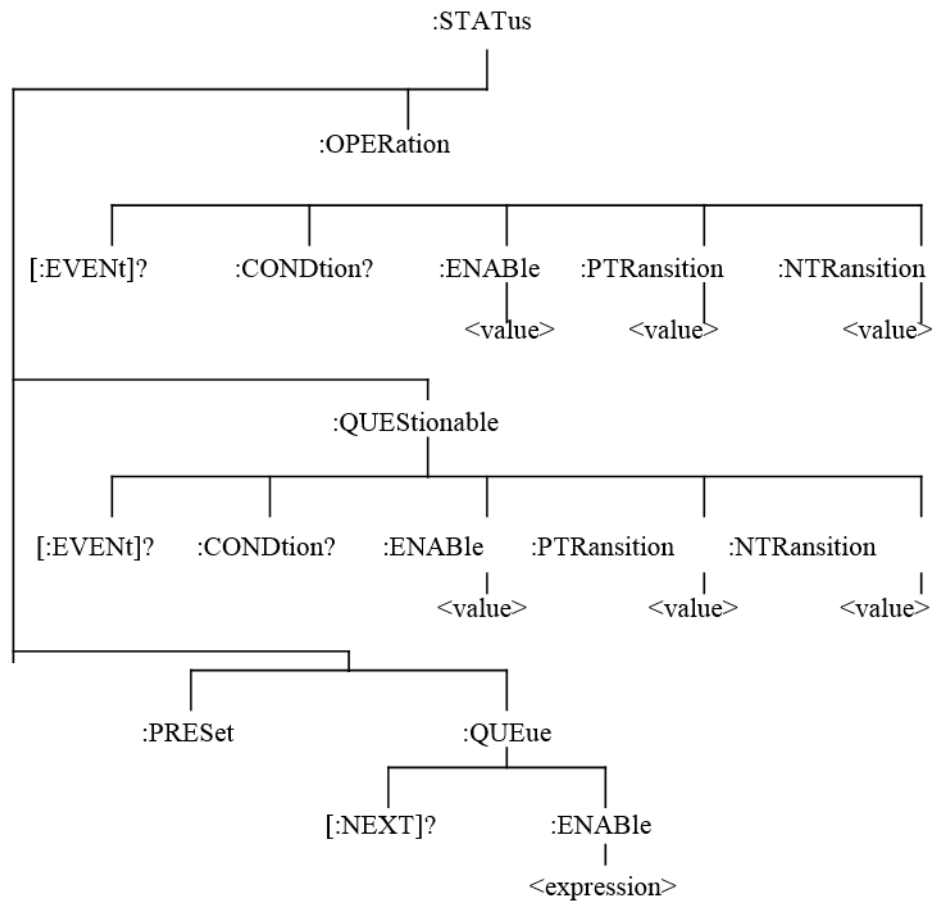 :STATus
:OPERation
[:EVENt]? :CONDtion? :ENABle :PTRansition :NTRansition
<value> <value> <value>
:QUEStionable
[:EVENt]? :CONDtion? :ENABle :PTRansition :NTRansition
<value> <value> <value>
:PRESet :QUEue
[:NEXT]? :ENABle
<expression>